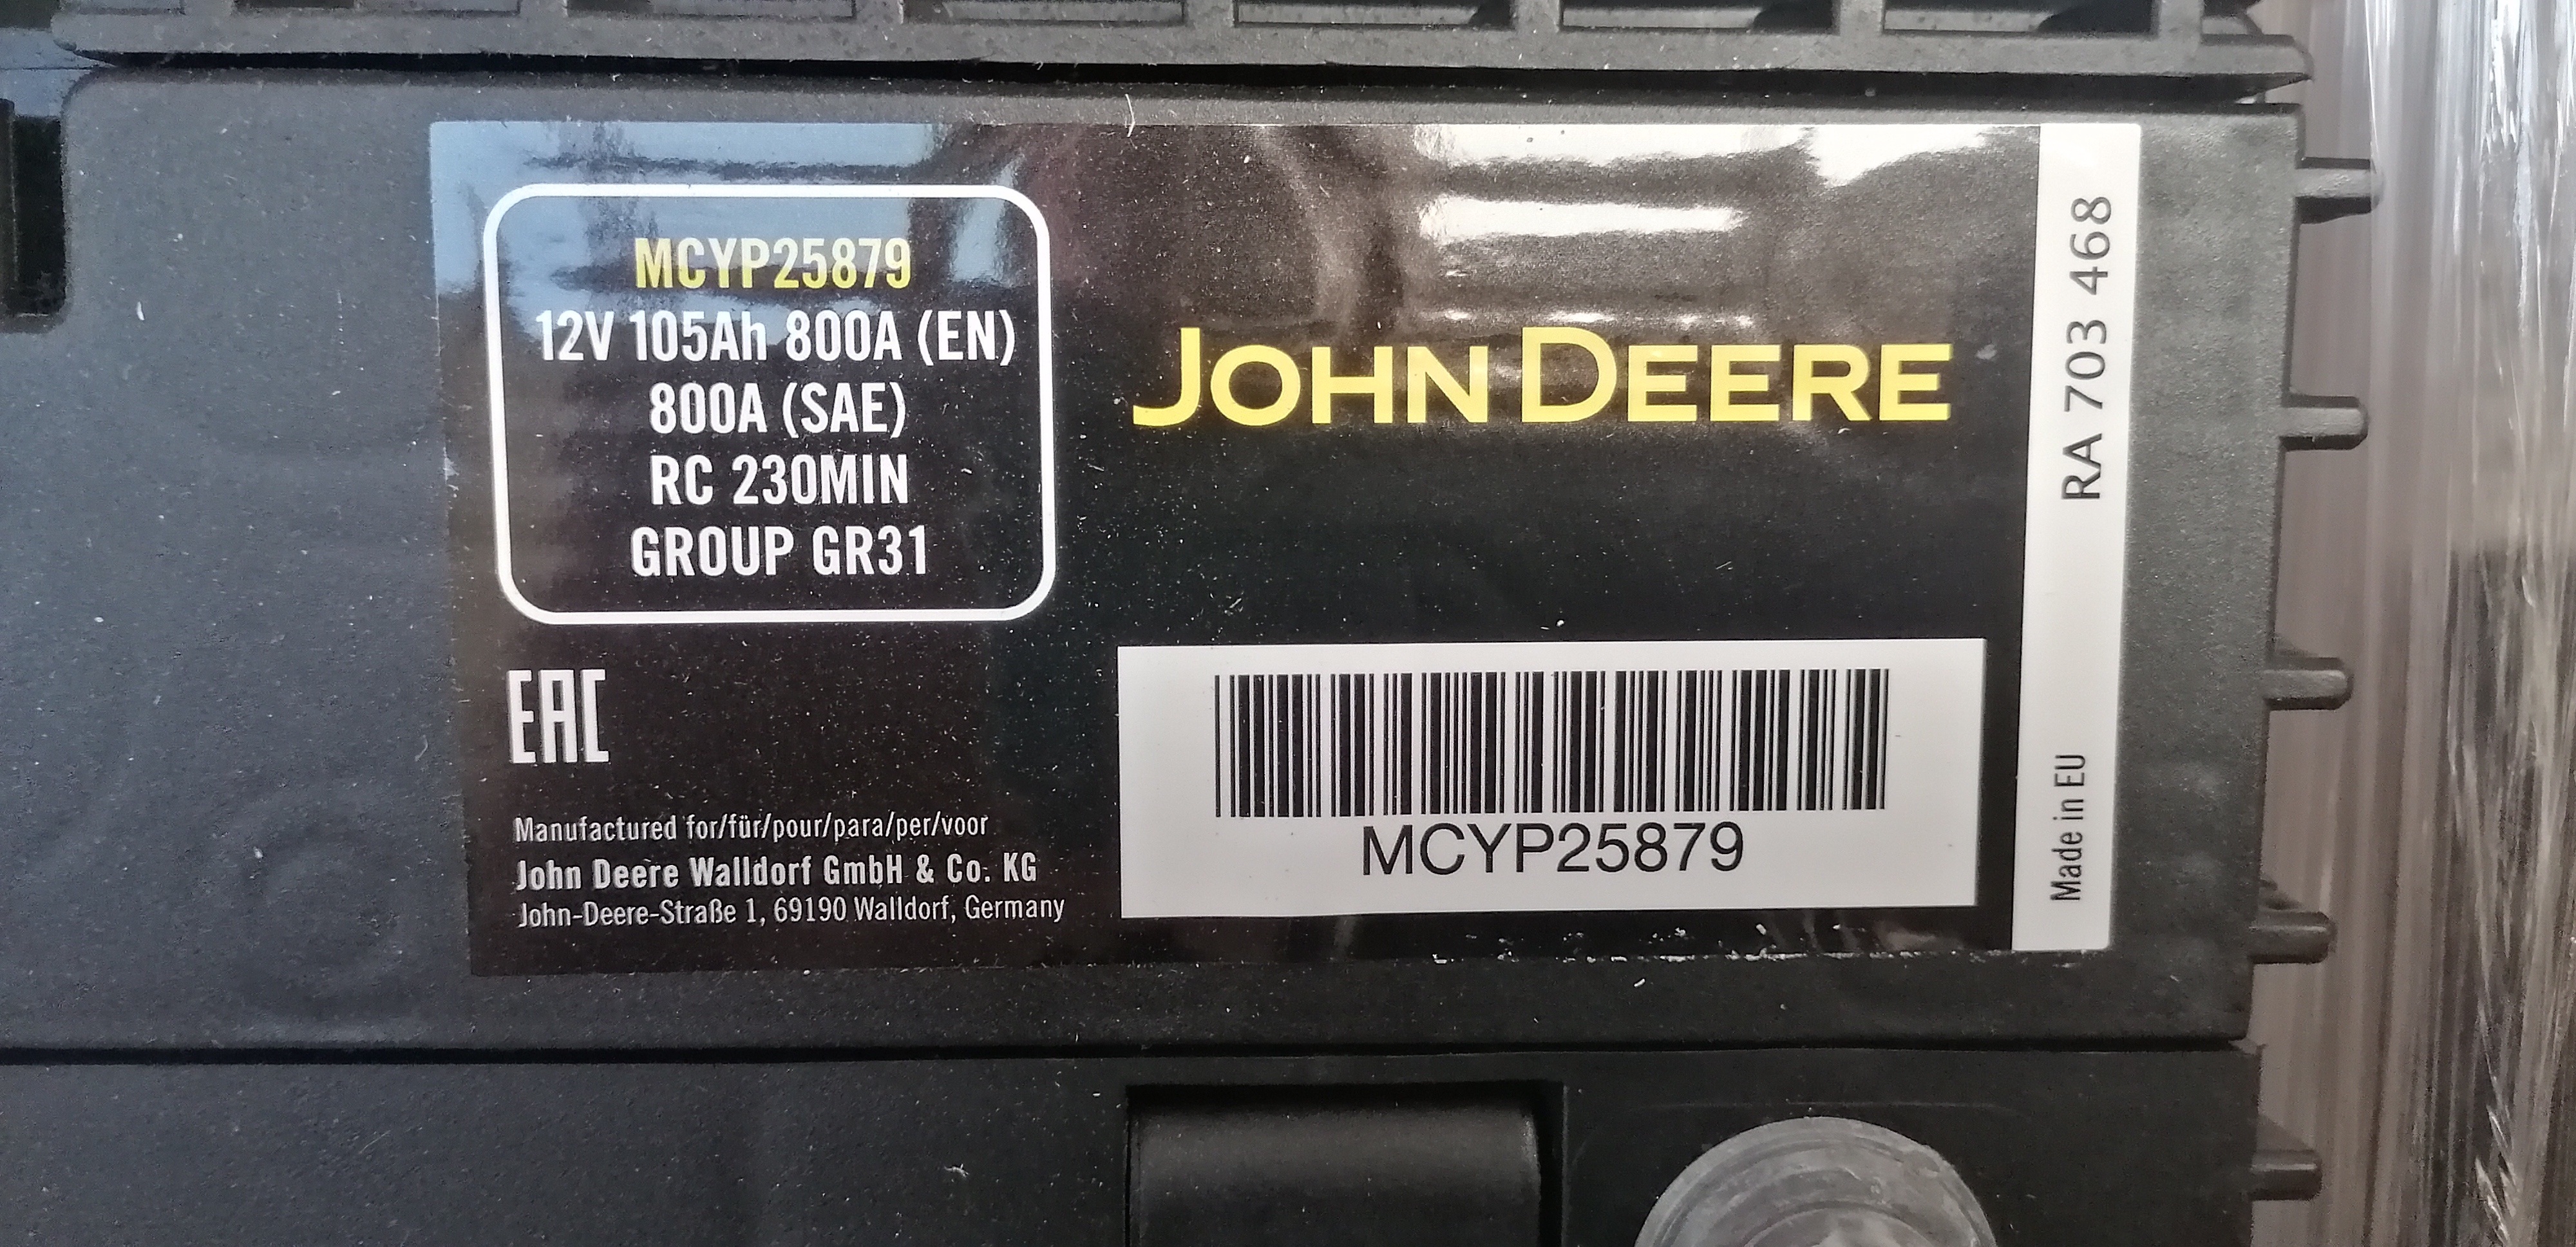 MCYP25879
12V 105Ah 800A (EN)
800A (SAE)
RC 230MIN
GROUP GR31
JOHN DEERE
EAC
Manufactured for/für/pour/para/per/voor
John Deere Walldorf GmbH & Co. KG
John-Deere-Straße 1, 69190 Walldorf, Germany
MCYP25879
RA 703 468
Made in EU